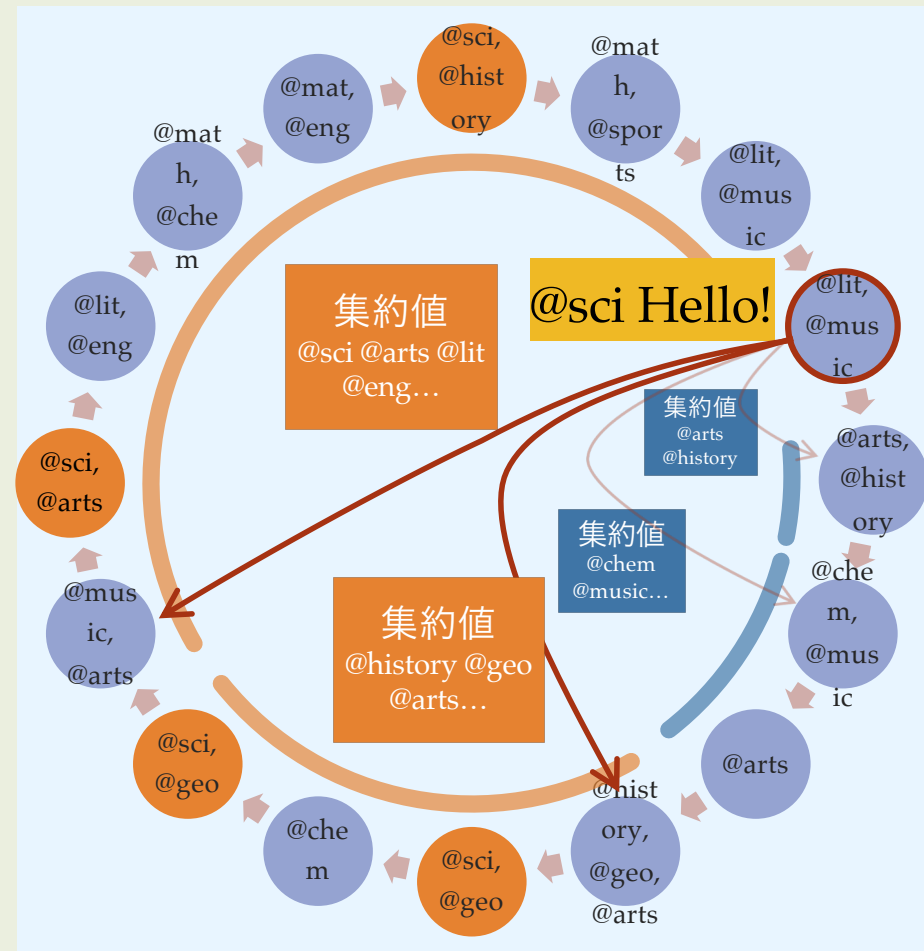 @sci,
@hist
ory
@mat
h,
@spor
ts
@lit,
@mus
ic
@lit,
@mus
ic
@arts,
@hist
ory
@che
m,
@mus
ic
@arts
@hist
ory,
@geo,
@arts
@sci,
@geo
@che
m
@sci,
@geo
@mus
ic,
@arts
@sci,
@arts
@lit,
@eng
@mat
h,
@che
m
@mat,
@eng
@sci Hello!
集約値
@sci @arts @lit
@eng…
集約値
@arts
@history
集約値
@chem
@music…
集約値
@history @geo
@arts…